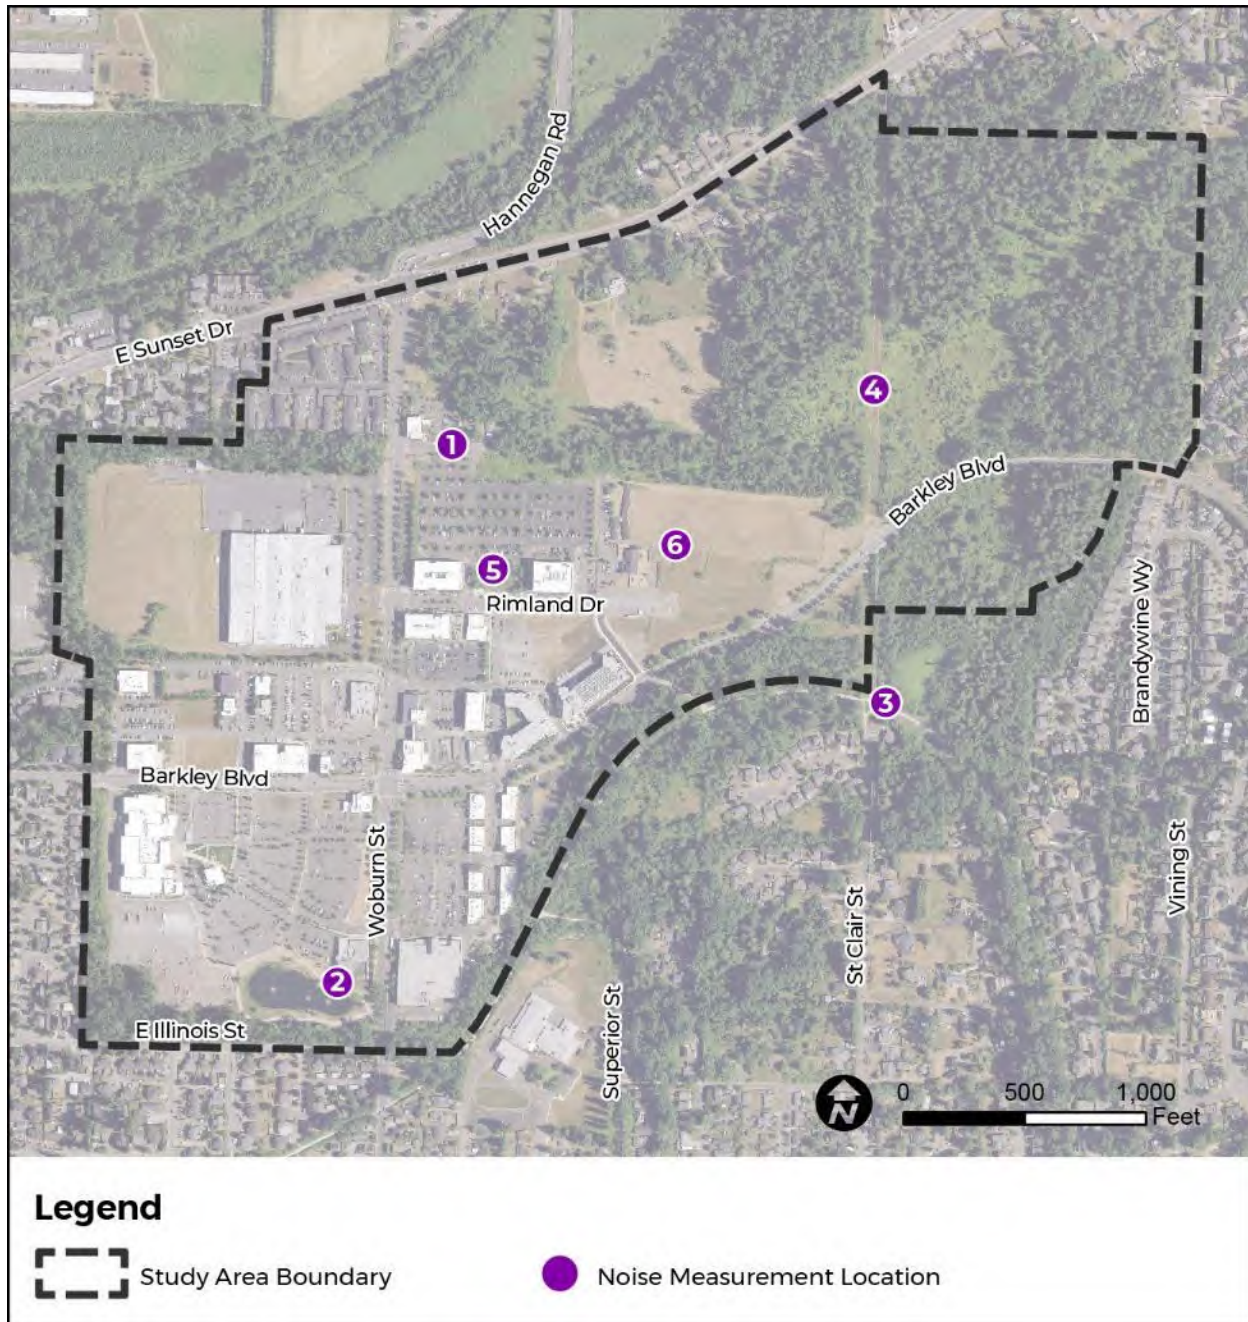 Hannegan Rd
E Sunset Dr
4
1
Barkley Blvd
6
5
Rimland Dr
Brandywine Wy
3
Barkley Blvd
Woburn St
Vining St
St Clair St
2
E Illinois St
Superior St
N
0 500 1,000
Feet
Legend
Study Area Boundary
Noise Measurement Location